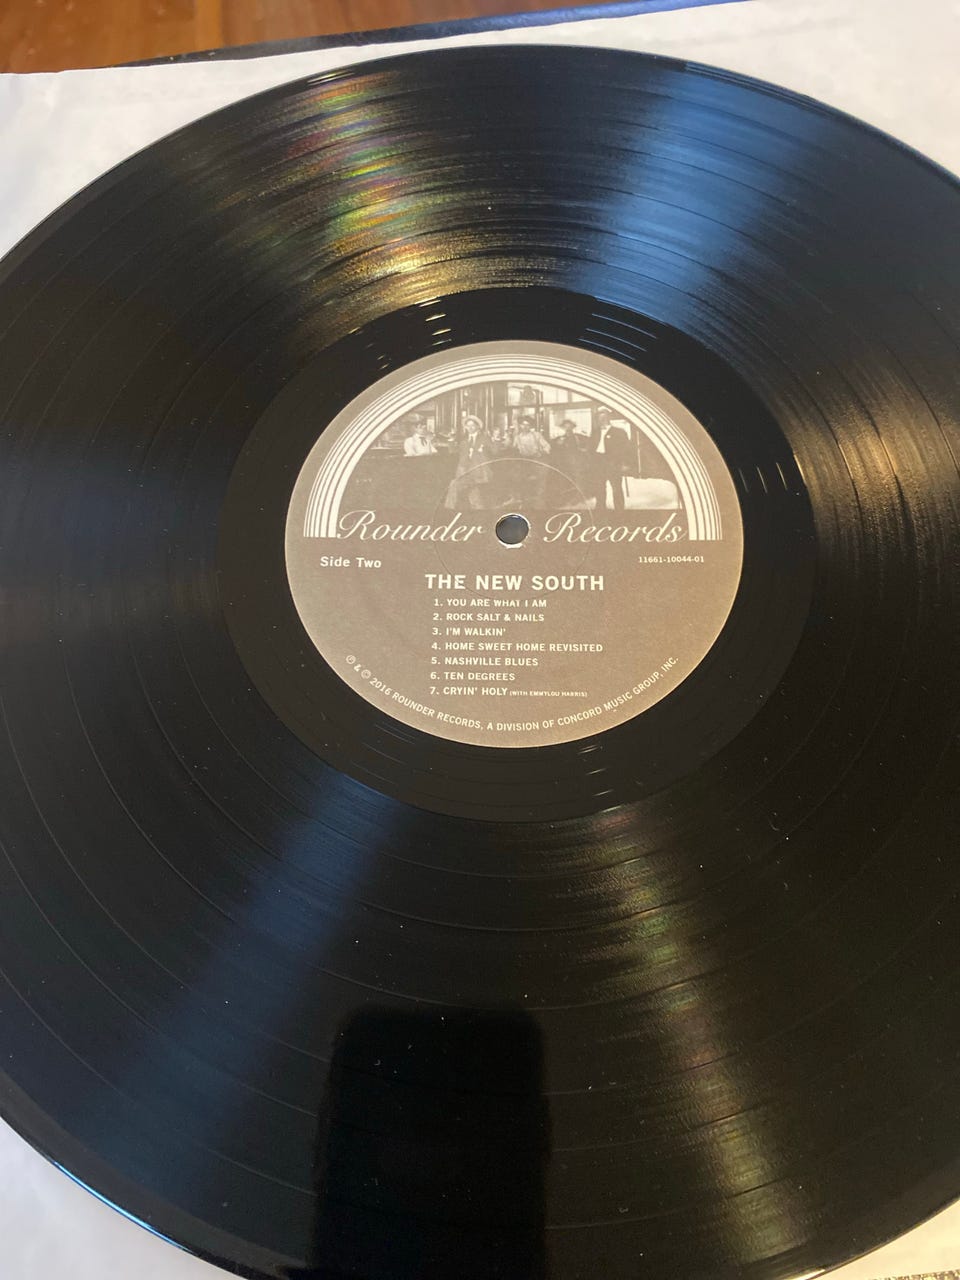 Rounder Records
Side Two
11661-10044-01
THE NEW SOUTH
1. YOU ARE WHAT I AM
2. ROCK SALT & NAILS
3. I'M WALKIN'
4. HOME SWEET HOME REVISITED
5. NASHVILLE BLUES
6. TEN DEGREES
7. CRYIN' HOLY (WITH EMMYLOU HARRIS)
℗ & © 2016 ROUNDER RECORDS, A DIVISION OF CONCORD MUSIC GROUP, INC.